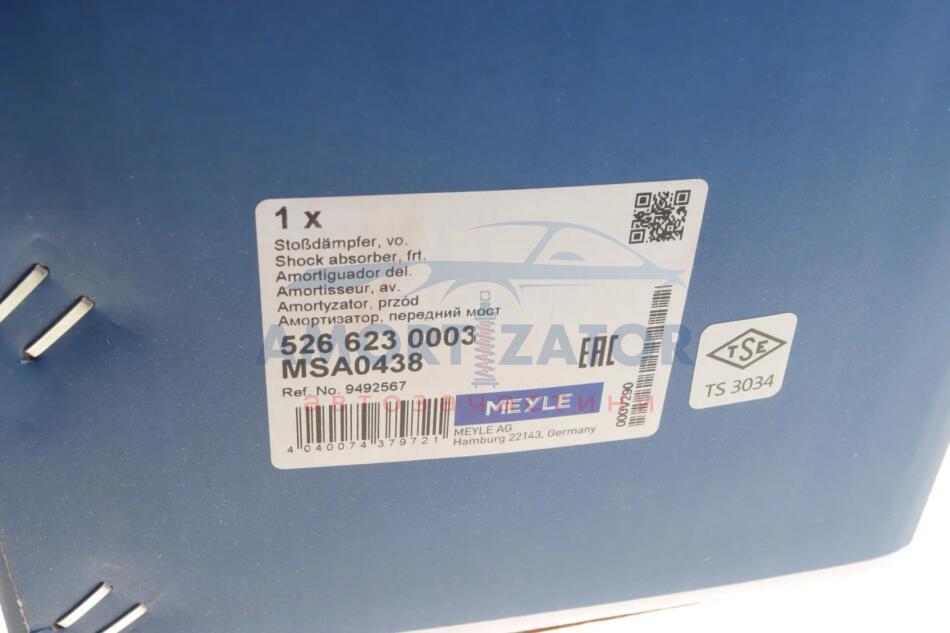 1 x
Stoßdämpfer, vo.
Shock absorber, frt.
Amortiguador del.
Amortisseur, av.
Amortyzator, przód
Амортизатор, передний мост
526 623 0003
MSA0438
Ref. No. 9492567
4 040074 379721
MEYLE
MEYLE AG
Hamburg 22143, Germany
EAC
000V290
TSE
TS 3034
AMORTIZATOR
автозапчастини